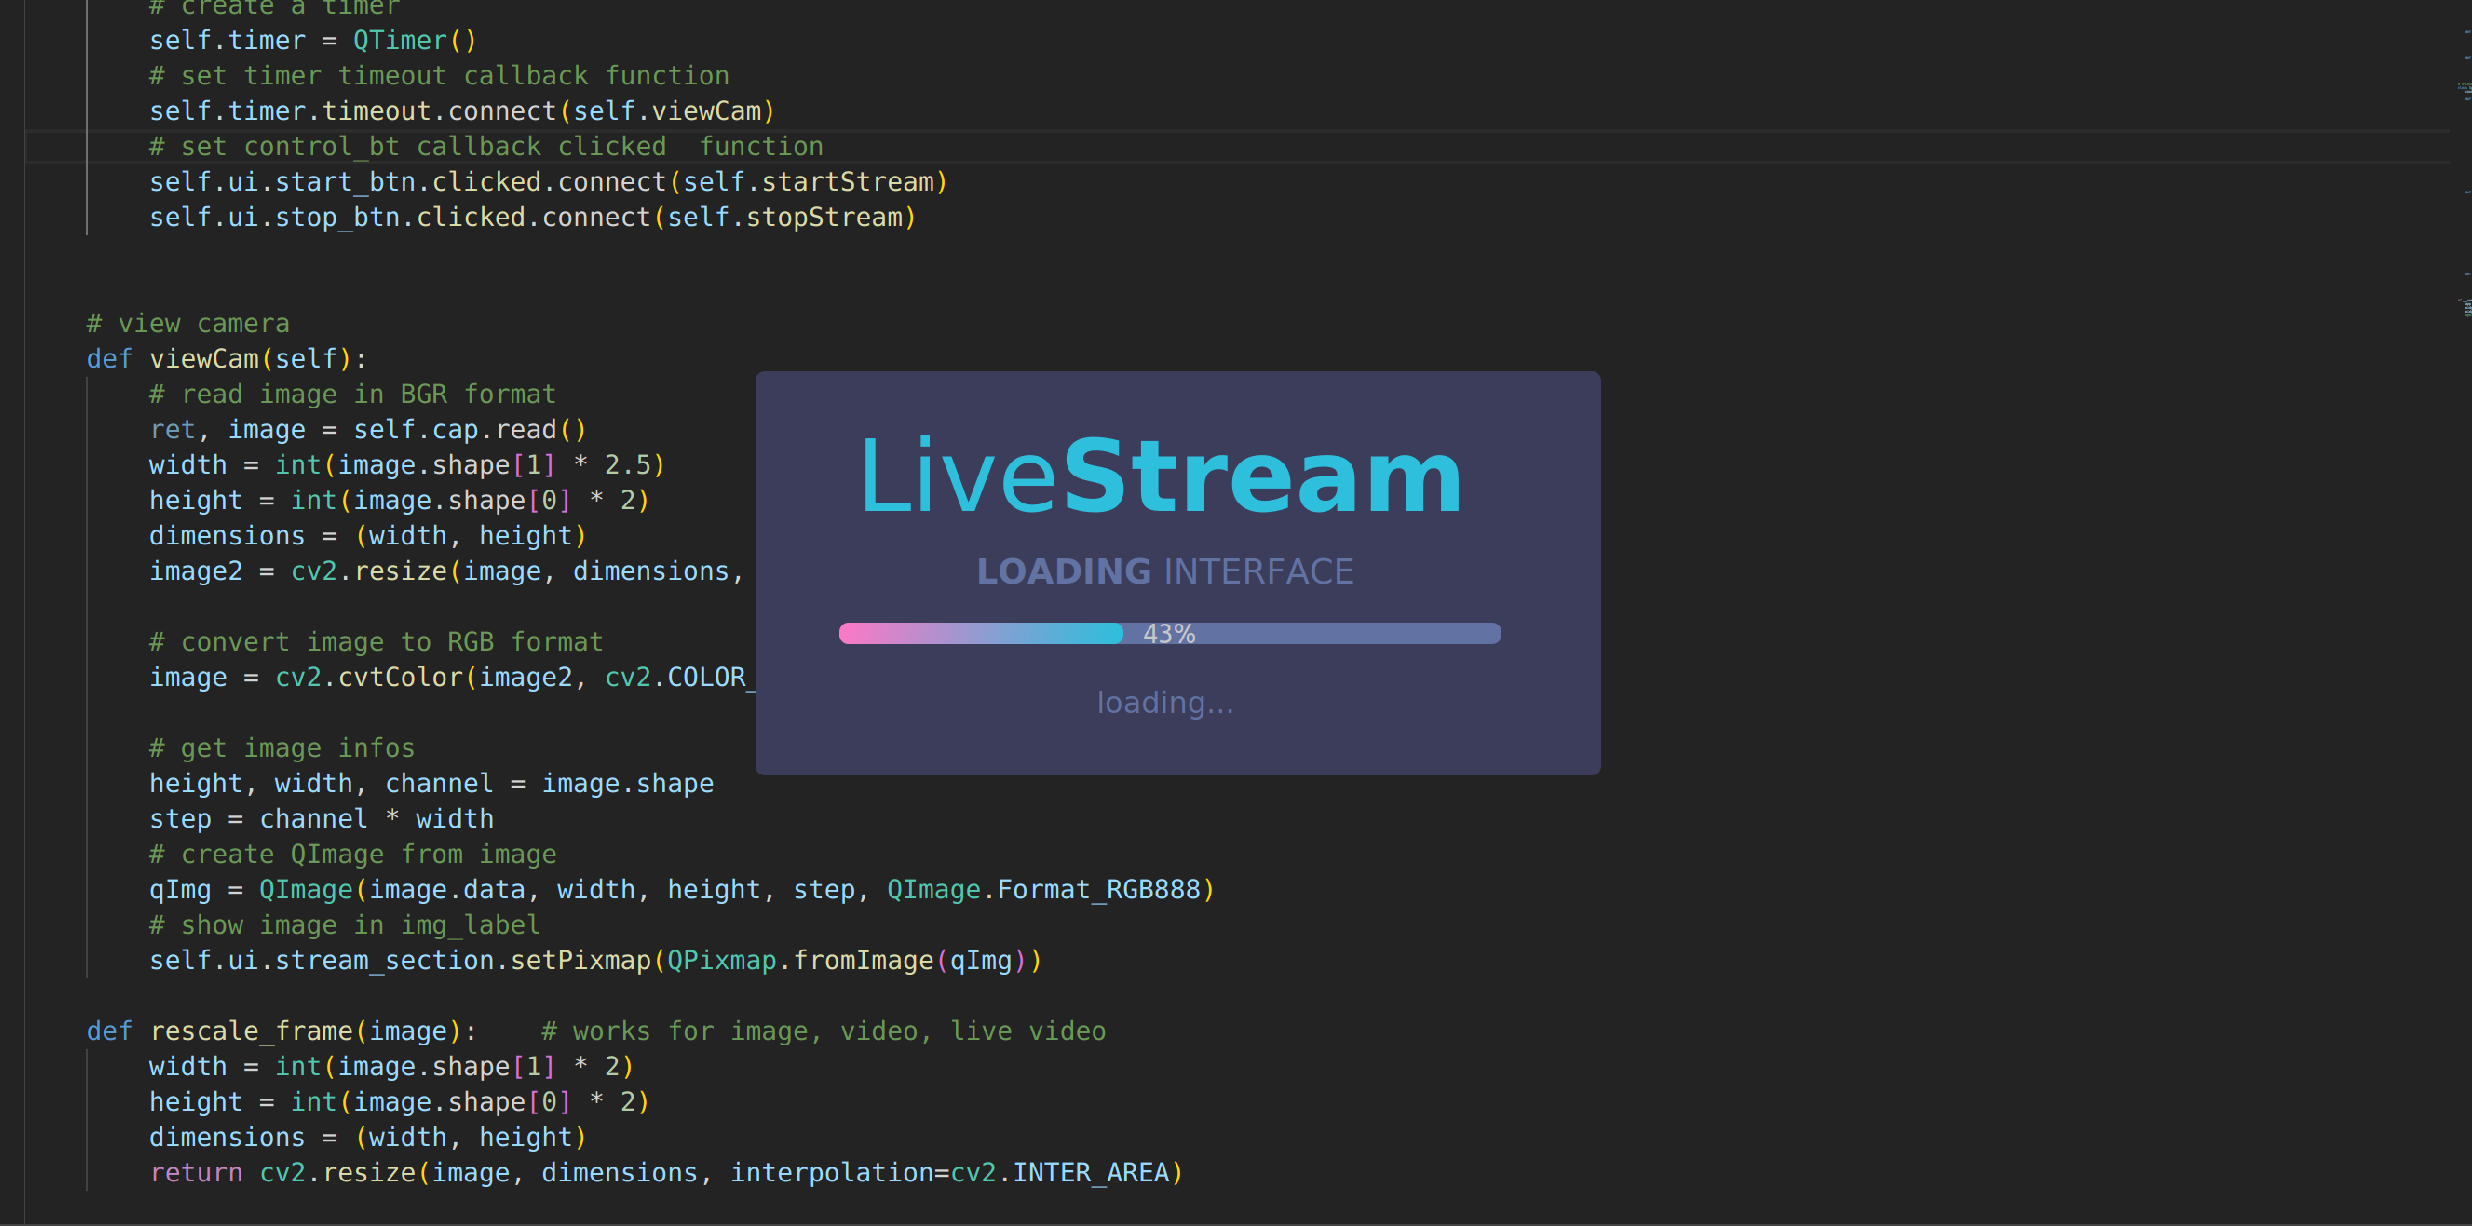 # create a timer
self.timer = QTimer()
# set timer timeout callback function
self.timer.timeout.connect(self.viewCam)
# set control_bt callback clicked  function
self.ui.start_btn.clicked.connect(self.startStream)
self.ui.stop_btn.clicked.connect(self.stopStream)
# view camera
def viewCam(self):
# read image in BGR format
ret, image = self.cap.read()
width = int(image.shape[1] * 2.5)
height = int(image.shape[0] * 2)
dimensions = (width, height)
image2 = cv2.resize(image, dimensions,
# convert image to RGB format
image = cv2.cvtColor(image2, cv2.COLOR_
# get image infos
height, width, channel = image.shape
step = channel * width
# create QImage from image
qImg = QImage(image.data, width, height, step, QImage.Format_RGB888)
# show image in img_label
self.ui.stream_section.setPixmap(QPixmap.fromImage(qImg))
def rescale_frame(image):    # works for image, video, live video
width = int(image.shape[1] * 2)
height = int(image.shape[0] * 2)
dimensions = (width, height)
return cv2.resize(image, dimensions, interpolation=cv2.INTER_AREA)
LiveStream
LOADING INTERFACE
43%
loading...